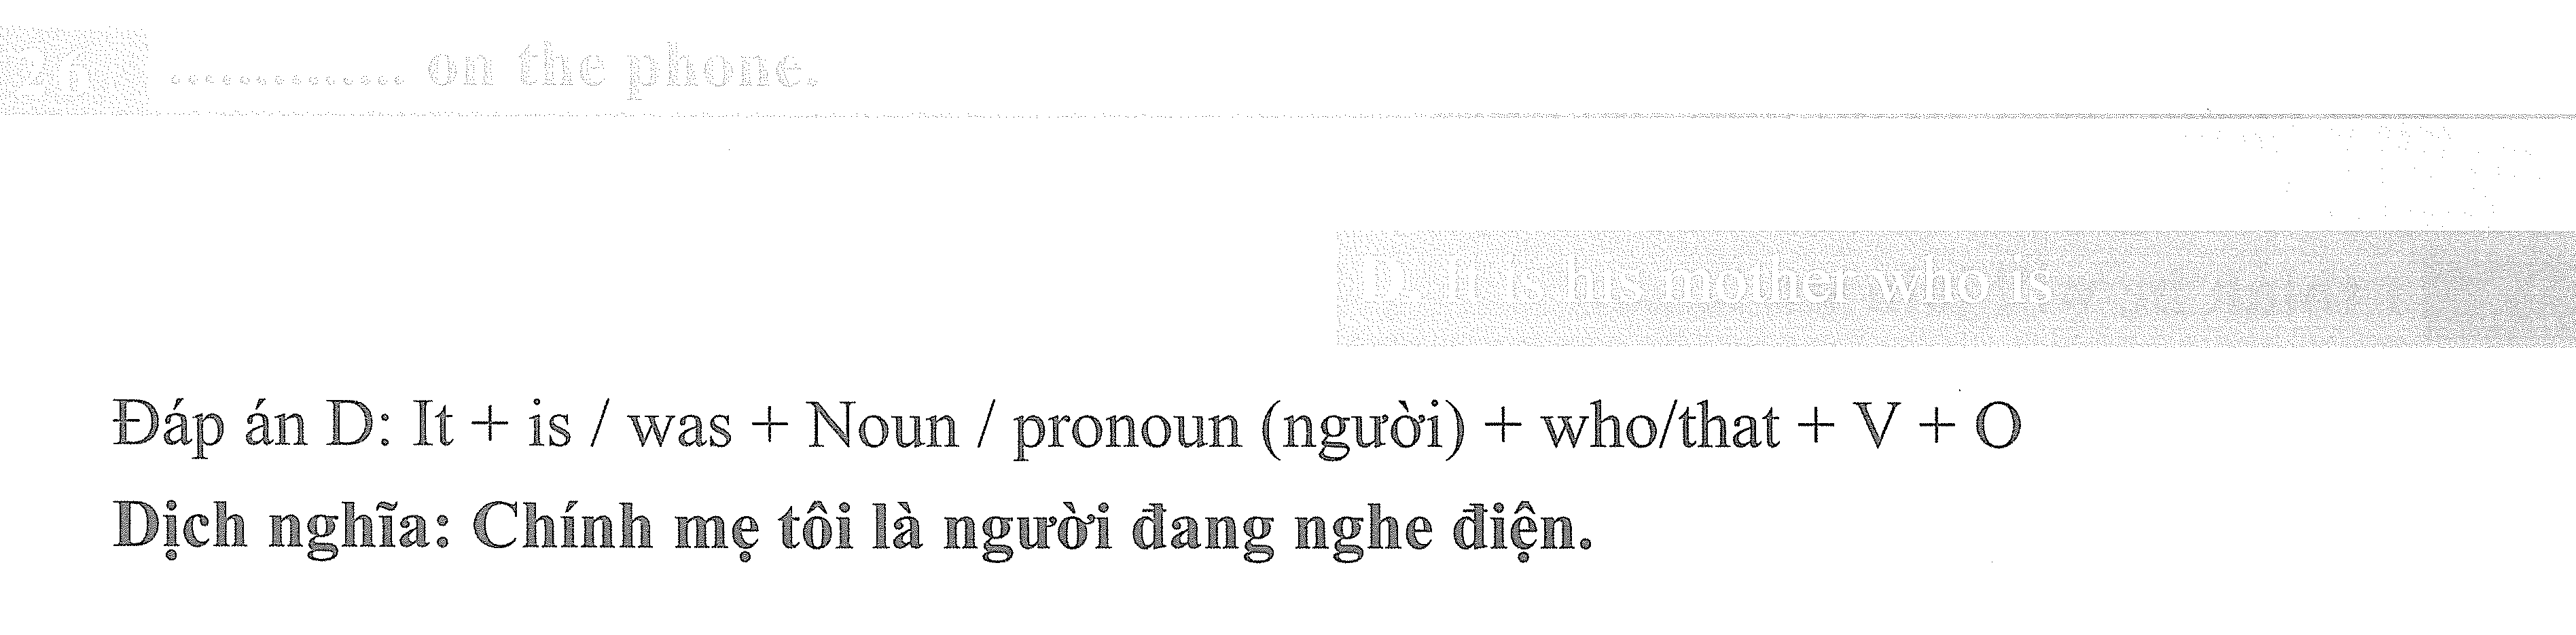 26 .............. on the phone.
D. It is his mother who is
Đáp án D: It + is / was + Noun / pronoun (người) + who/that + V + O
Dịch nghĩa: Chính mẹ tôi là người đang nghe điện.